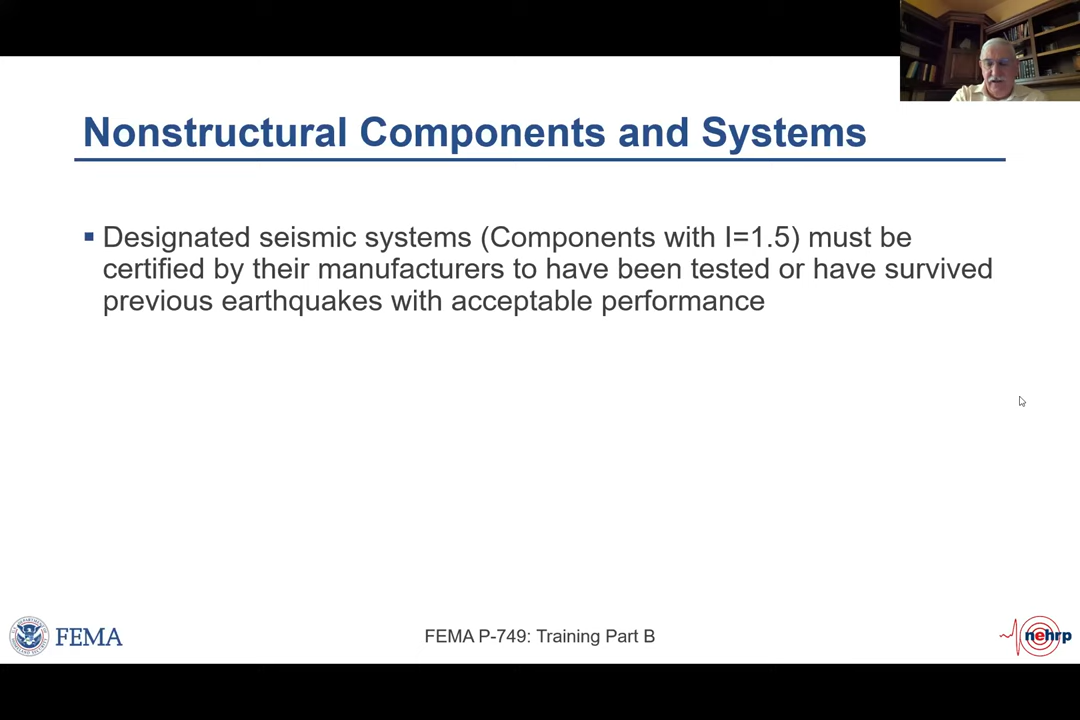 Nonstructural Components and Systems
▪ Designated seismic systems (Components with I=1.5) must be
certified by their manufacturers to have been tested or have survived
previous earthquakes with acceptable performance
FEMA
FEMA P-749: Training Part B
nehrp